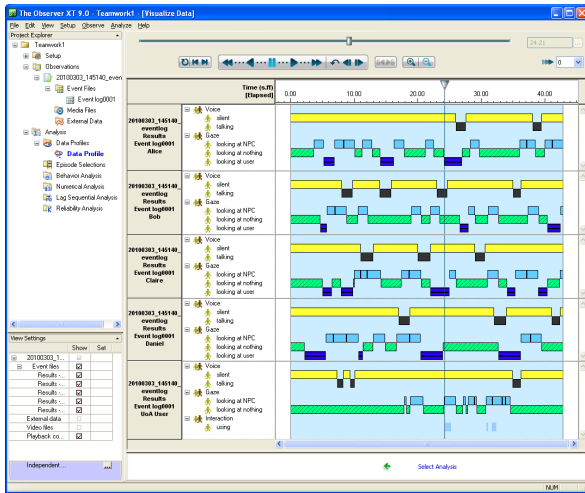 The Observer XT 9.0 - Teamwork1 - [Visualize Data]
File Edit View Setup Observe Analyze Help
Project Explorer
Teamwork1
Setup
Observations
20100303_145140_even
Event Files
Event log0001
Media Files
External Data
Analysis
Data Profiles
Data Profile
Episode Selections
Behavior Analysis
Numerical Analysis
Lag Sequential Analysis
Reliability Analysis
View Settings
Show Set
20100303_1...
Event files
Results -...
Results -...
Results -...
Results -...
Results -...
External data
Video files
Playback co...
Independent ...
24.21
0
Time (s.ff)
[Elapsed]
0.00 10.00 20.00 30.00 40.00
20100303_145140_
eventlog
Results
Event log0001
Alice
Voice
silent
talking
Gaze
looking at NPC
looking at nothing
looking at user
20100303_145140_
eventlog
Results
Event log0001
Bob
Voice
silent
talking
Gaze
looking at NPC
looking at nothing
looking at user
20100303_145140_
eventlog
Results
Event log0001
Claire
Voice
silent
talking
Gaze
looking at NPC
looking at nothing
looking at user
20100303_145140_
eventlog
Results
Event log0001
Daniel
Voice
silent
talking
Gaze
looking at NPC
looking at nothing
looking at user
20100303_145140_
eventlog
Results
Event log0001
UoA User
Voice
silent
talking
Gaze
looking at NPC
looking at nothing
Interaction
using
Select Analysis
NUM